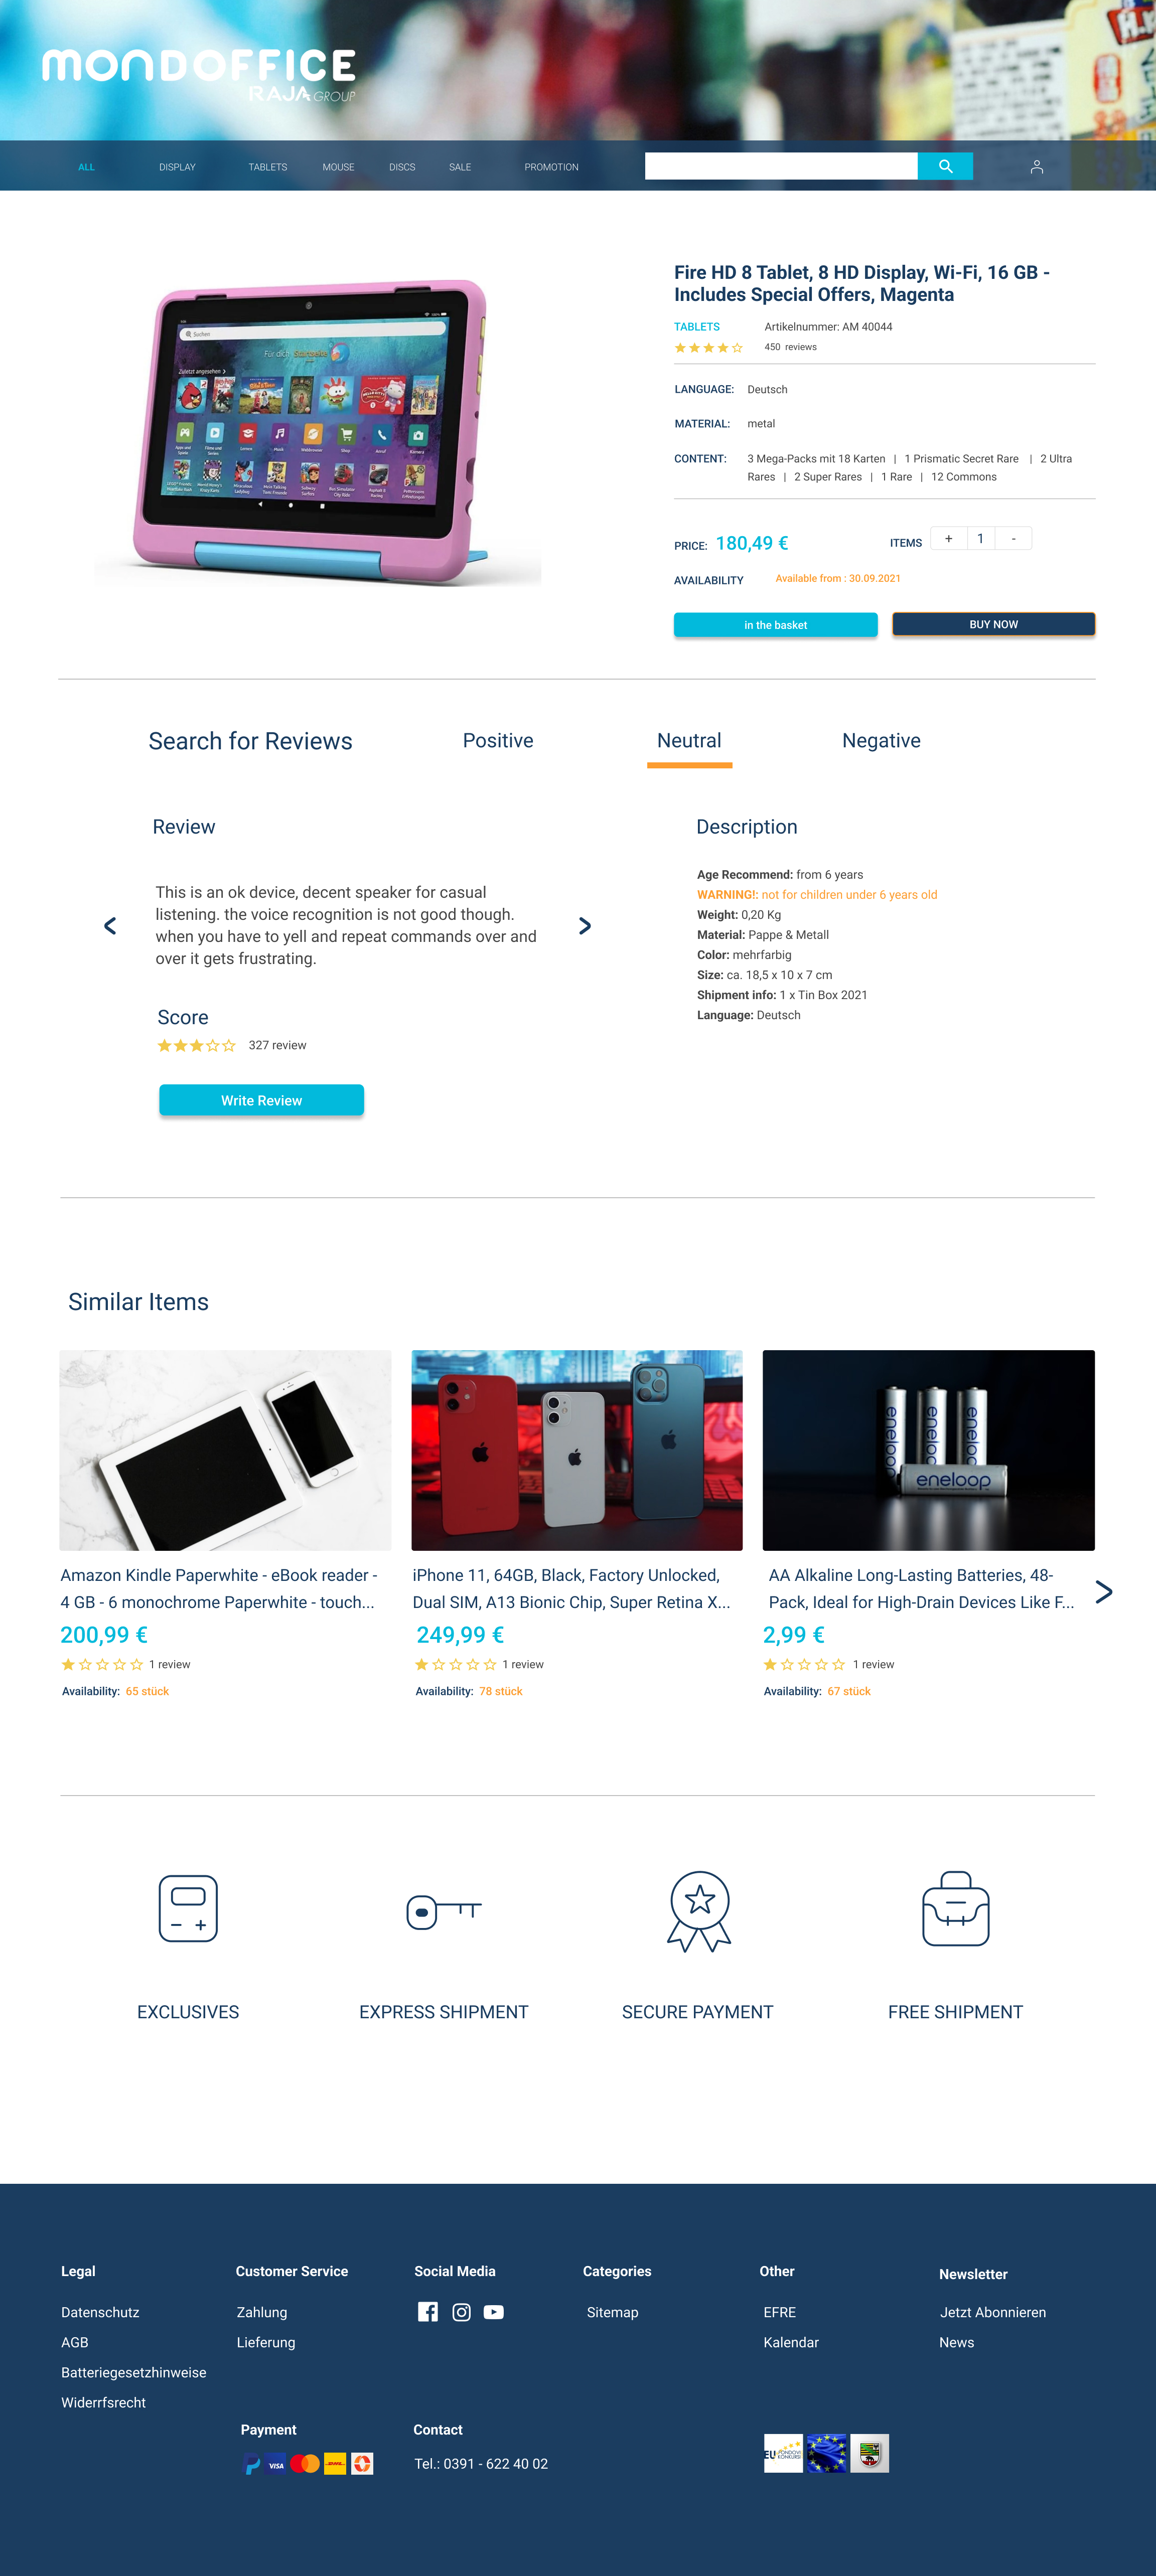 MONDOFFICE
RAJA GROUP
ALL DISPLAY TABLETS MOUSE DISCS SALE PROMOTION
Fire HD 8 Tablet, 8 HD Display, Wi-Fi, 16 GB -
Includes Special Offers, Magenta
TABLETS Artikelnummer: AM 40044
450 reviews
LANGUAGE: Deutsch
MATERIAL: metal
CONTENT: 3 Mega-Packs mit 18 Karten | 1 Prismatic Secret Rare | 2 Ultra
Rares | 2 Super Rares | 1 Rare | 12 Commons
PRICE: 180,49 € ITEMS + 1 -
AVAILABILITY Available from : 30.09.2021
in the basket BUY NOW
Suchen
Für dich Startseite
Zuletzt angesehen >
Search for Reviews Positive Neutral Negative
Review
This is an ok device, decent speaker for casual
listening. the voice recognition is not good though.
when you have to yell and repeat commands over and
over it gets frustrating.
Score
327 review
Write Review
Description
Age Recommend: from 6 years
WARNING!: not for children under 6 years old
Weight: 0,20 Kg
Material: Pappe & Metall
Color: mehrfarbig
Size: ca. 18,5 x 10 x 7 cm
Shipment info: 1 x Tin Box 2021
Language: Deutsch
Similar Items
eneloop eneloop eneloop
eneloop
Amazon Kindle Paperwhite - eBook reader -
4 GB - 6 monochrome Paperwhite - touch...
200,99 €
1 review
Availability: 65 stück
iPhone 11, 64GB, Black, Factory Unlocked,
Dual SIM, A13 Bionic Chip, Super Retina X...
249,99 €
1 review
Availability: 78 stück
AA Alkaline Long-Lasting Batteries, 48-
Pack, Ideal for High-Drain Devices Like F...
2,99 €
1 review
Availability: 67 stück
EXCLUSIVES EXPRESS SHIPMENT SECURE PAYMENT FREE SHIPMENT
Legal
Datenschutz
AGB
Batteriegesetzhinweise
Widerrfsrecht
Customer Service
Zahlung
Lieferung
Social Media
Categories
Sitemap
Other
EFRE
Kalendar
Newsletter
Jetzt Abonnieren
News
Payment
VISA
Contact
Tel.: 0391 - 622 40 02